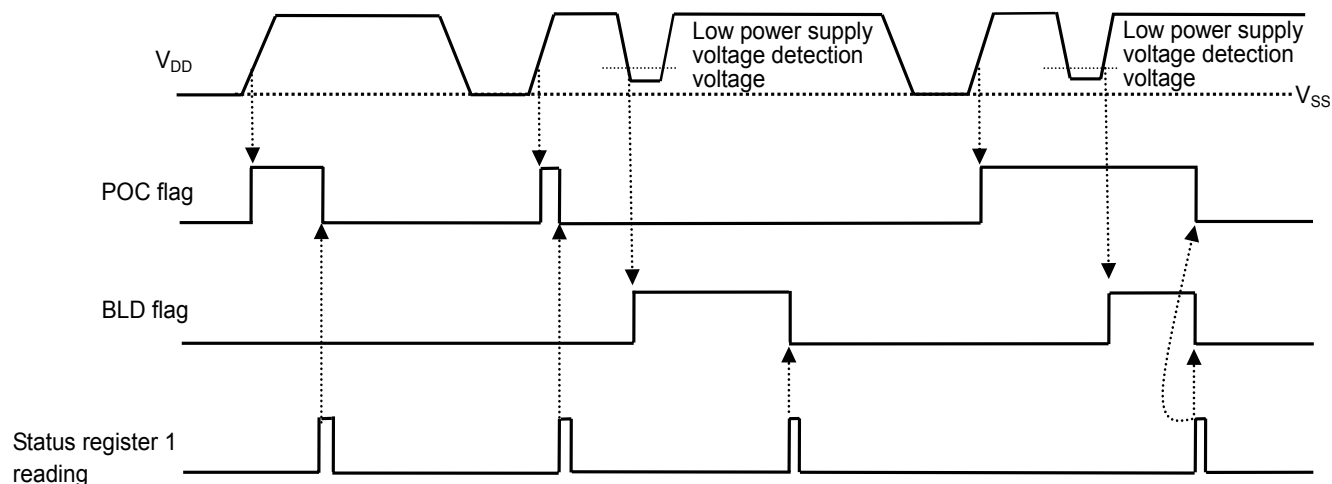 Low power supply
voltage detection
voltage
Low power supply
voltage detection
voltage
VDD
VSS
POC flag
BLD flag
Status register 1
reading